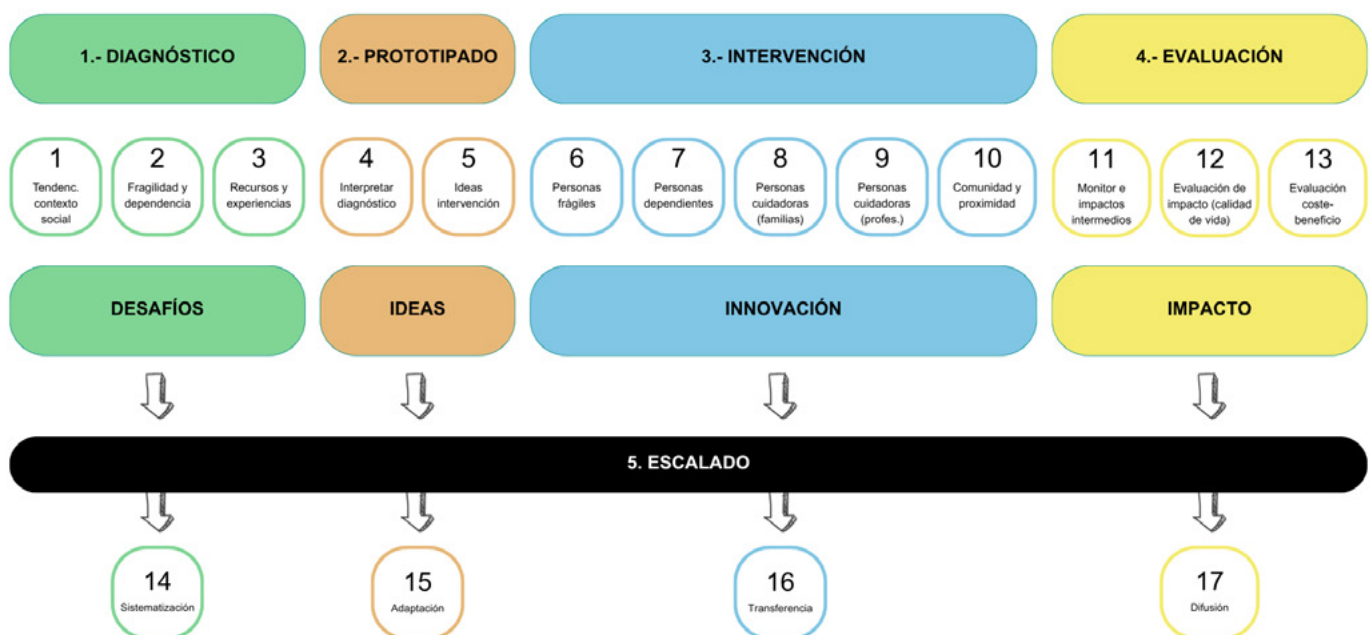 1.- DIAGNÓSTICO
2.- PROTOTIPADO
3.- INTERVENCIÓN
4.- EVALUACIÓN
1
Tendenc.
contexto
social
2
Fragilidad y
dependencia
3
Recursos y
experiencias
4
Interpretar
diagnóstico
5
Ideas
intervención
6
Personas
frágiles
7
Personas
dependientes
8
Personas
cuidadoras
(familias)
9
Personas
cuidadoras
(profes.)
10
Comunidad y
proximidad
11
Monitor e
impactos
intermedios
12
Evaluación de
impacto (calidad
de vida)
13
Evaluación
coste-
beneficio
DESAFÍOS
IDEAS
INNOVACIÓN
IMPACTO
5. ESCALADO
14
Sistematización
15
Adaptación
16
Transferencia
17
Difusión